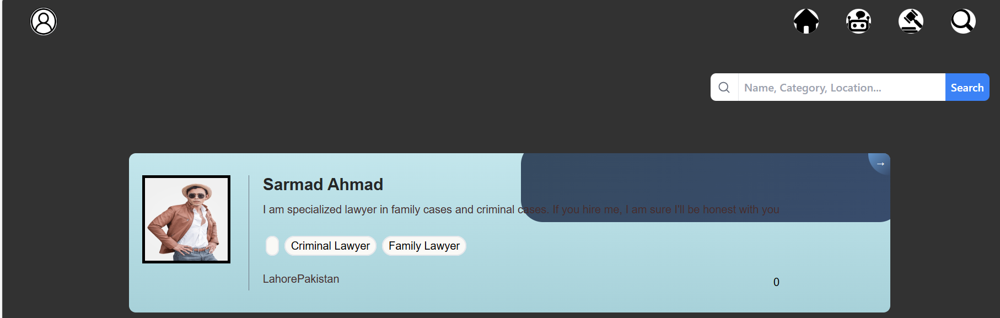 Name, Category, Location...
Search
→
Sarmad Ahmad
I am specialized lawyer in family cases and criminal cases. If you hire me, I am sure I'll be honest with you
Criminal Lawyer
Family Lawyer
LahorePakistan
0